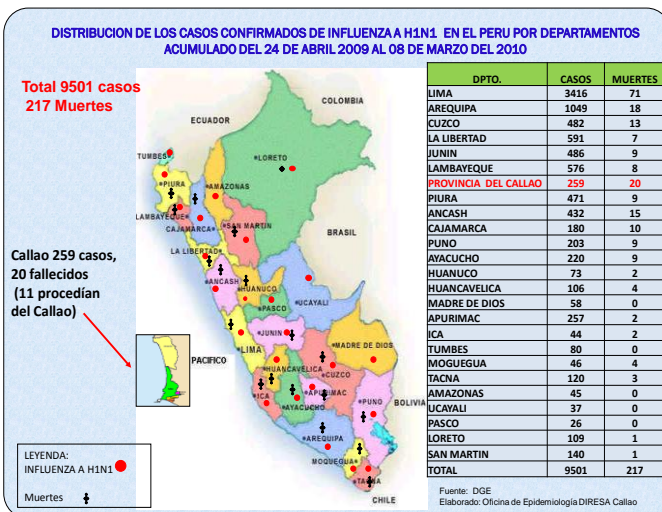 DISTRIBUCION DE LOS CASOS CONFIRMADOS DE INFLUENZA A H1N1 EN EL PERU POR DEPARTAMENTOS
ACUMULADO DEL 24 DE ABRIL 2009 AL 08 DE MARZO DEL 2010
Total 9501 casos
217 Muertes
COLOMBIA
ECUADOR
TUMBES
LORETO
PIURA
AMAZONAS
LAMBAYEQUE
CAJAMARCA
SAN MARTIN
BRASIL
LA LIBERTAD
ANCASH
HUANUCO
UCAYALI
PASCO
JUNIN
LIMA
MADRE DE DIOS
PACIFICO
HUANCAVELICA
CUZCO
ICA
AYACUCHO
APURIMAC
PUNO
BOLIVIA
AREQUIPA
MOQUEGUA
TACNA
CHILE
Callao 259 casos,
20 fallecidos
(11 procedían
del Callao)
LEYENDA:
INFLUENZA A H1N1
Muertes
DPTO. CASOS MUERTES
LIMA 3416 71
AREQUIPA 1049 18
CUZCO 482 13
LA LIBERTAD 591 7
JUNIN 486 9
LAMBAYEQUE 576 8
PROVINCIA DEL CALLAO 259 20
PIURA 471 9
ANCASH 432 15
CAJAMARCA 180 10
PUNO 203 9
AYACUCHO 220 9
HUANUCO 73 2
HUANCAVELICA 106 4
MADRE DE DIOS 58 0
APURIMAC 257 2
ICA 44 2
TUMBES 80 0
MOGUEGUA 46 4
TACNA 120 3
AMAZONAS 45 0
UCAYALI 37 0
PASCO 26 0
LORETO 109 1
SAN MARTIN 140 1
TOTAL 9501 217
Fuente: DGE
Elaborado: Oficina de Epidemiología DIRESA Callao